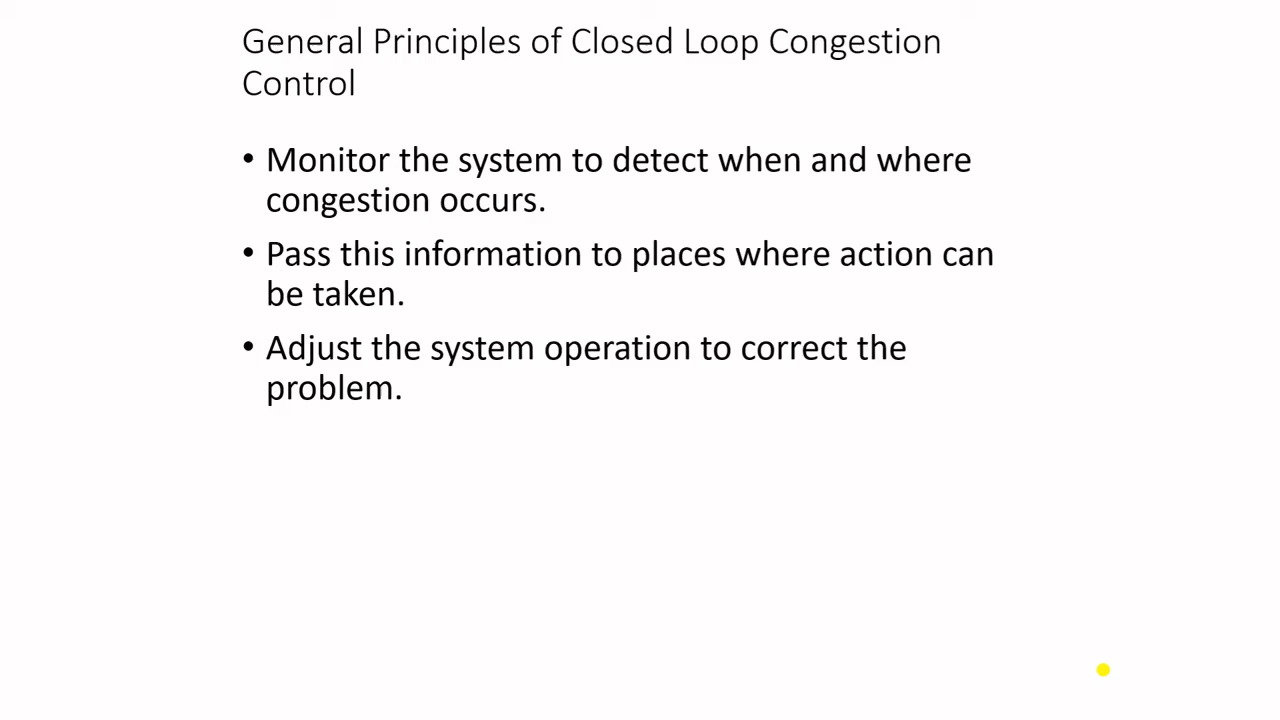 General Principles of Closed Loop Congestion
Control
• Monitor the system to detect when and where
congestion occurs.
• Pass this information to places where action can
be taken.
• Adjust the system operation to correct the
problem.